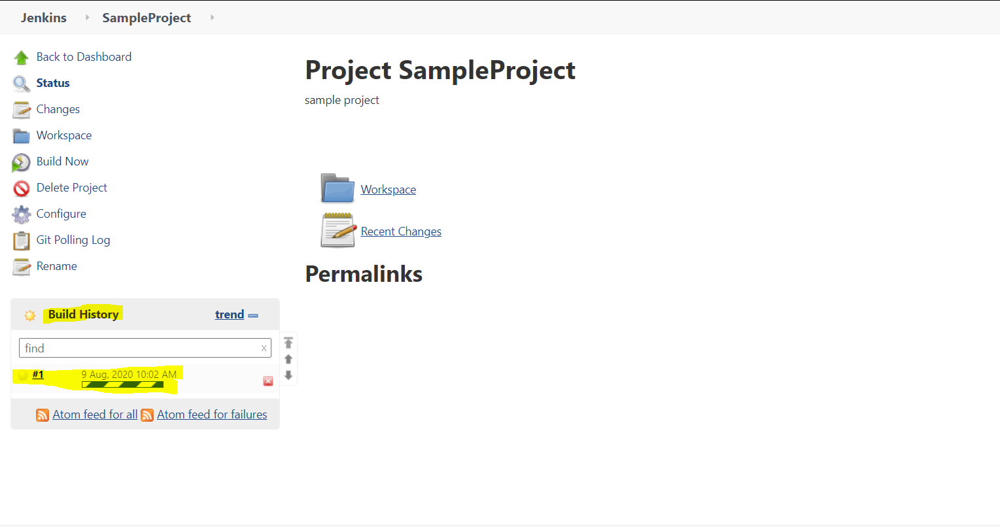 Jenkins SampleProject
Back to Dashboard
Status
Changes
Workspace
Build Now
Delete Project
Configure
Git Polling Log
Rename
Project SampleProject
sample project
Workspace
Recent Changes
Permalinks
Build History trend
find x
#1 9 Aug, 2020 10:02 AM
Atom feed for all Atom feed for failures